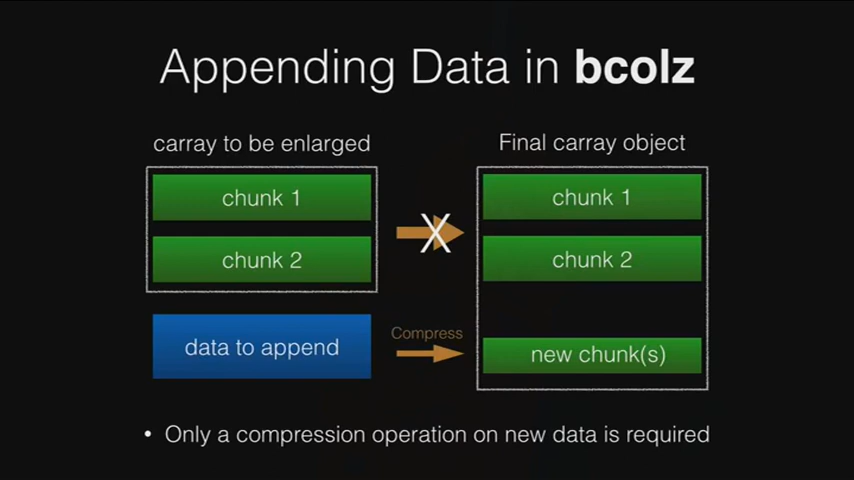 Appending Data in bcolz
carray to be enlarged
chunk 1
chunk 2
data to append
X
Compress
Final carray object
chunk 1
chunk 2
new chunk(s)
• Only a compression operation on new data is required